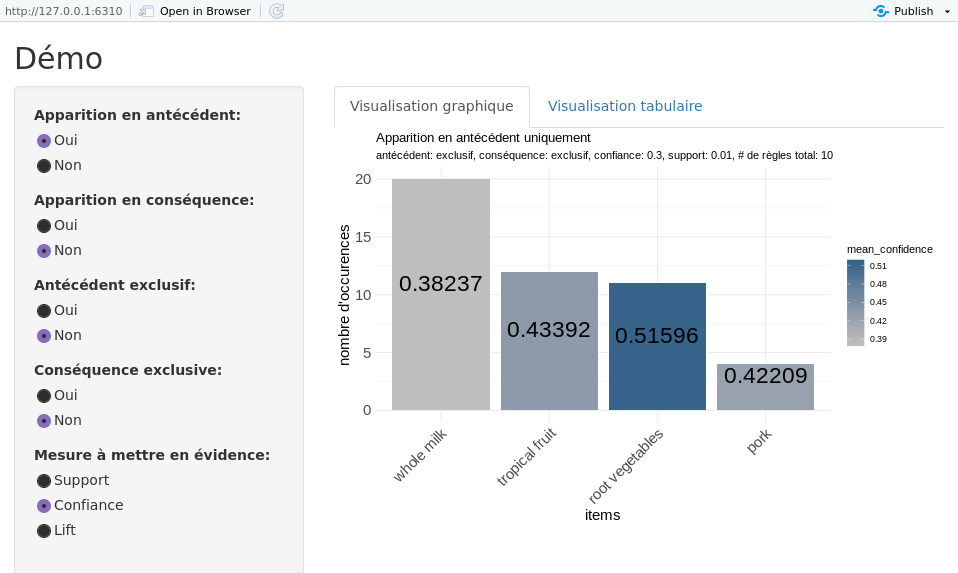 http://127.0.0.1:6310 Open in Browser Publish
Démo
Apparition en antécédent:
Oui
Non
Apparition en conséquence:
Oui
Non
Antécédent exclusif:
Oui
Non
Conséquence exclusive:
Oui
Non
Mesure à mettre en évidence:
Support
Confiance
Lift
Visualisation graphique Visualisation tabulaire
Apparition en antécédent uniquement
antécédent: exclusif, conséquence: exclusif, confiance: 0.3, support: 0.01, # de règles total: 10
nombre d'occurences
20
15
10
5
0
0.38237
0.43392
0.51596
0.42209
whole milk
tropical fruit
root vegetables
pork
items
mean_confidence
0.51
0.48
0.45
0.42
0.39